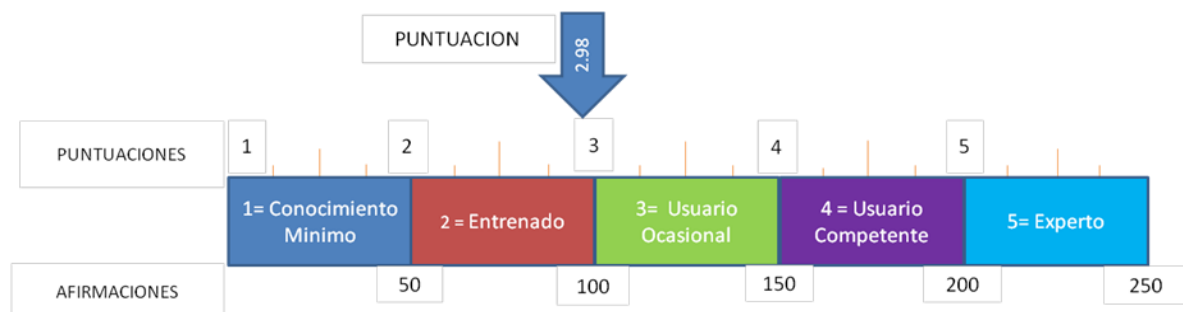 PUNTUACION
2.98
PUNTUACIONES
1
2
3
4
5
1= Conocimiento
Minimo
2 = Entrenado
3= Usuario
Ocasional
4 = Usuario
Competente
5= Experto
AFIRMACIONES
50
100
150
200
250